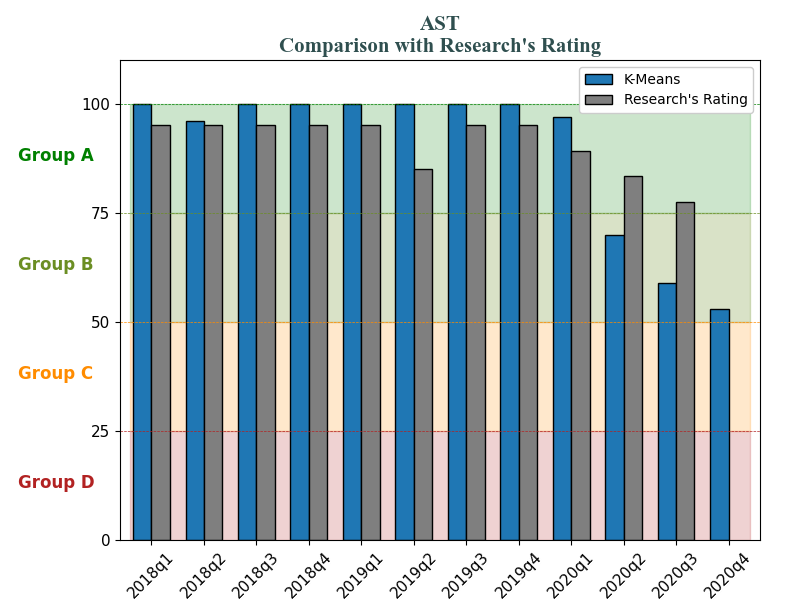 AST
Comparison with Research's Rating
K-Means
Research's Rating
100
Group A
75
Group B
50
Group C
25
Group D
0
2018q1
2018q2
2018q3
2018q4
2019q1
2019q2
2019q3
2019q4
2020q1
2020q2
2020q3
2020q4